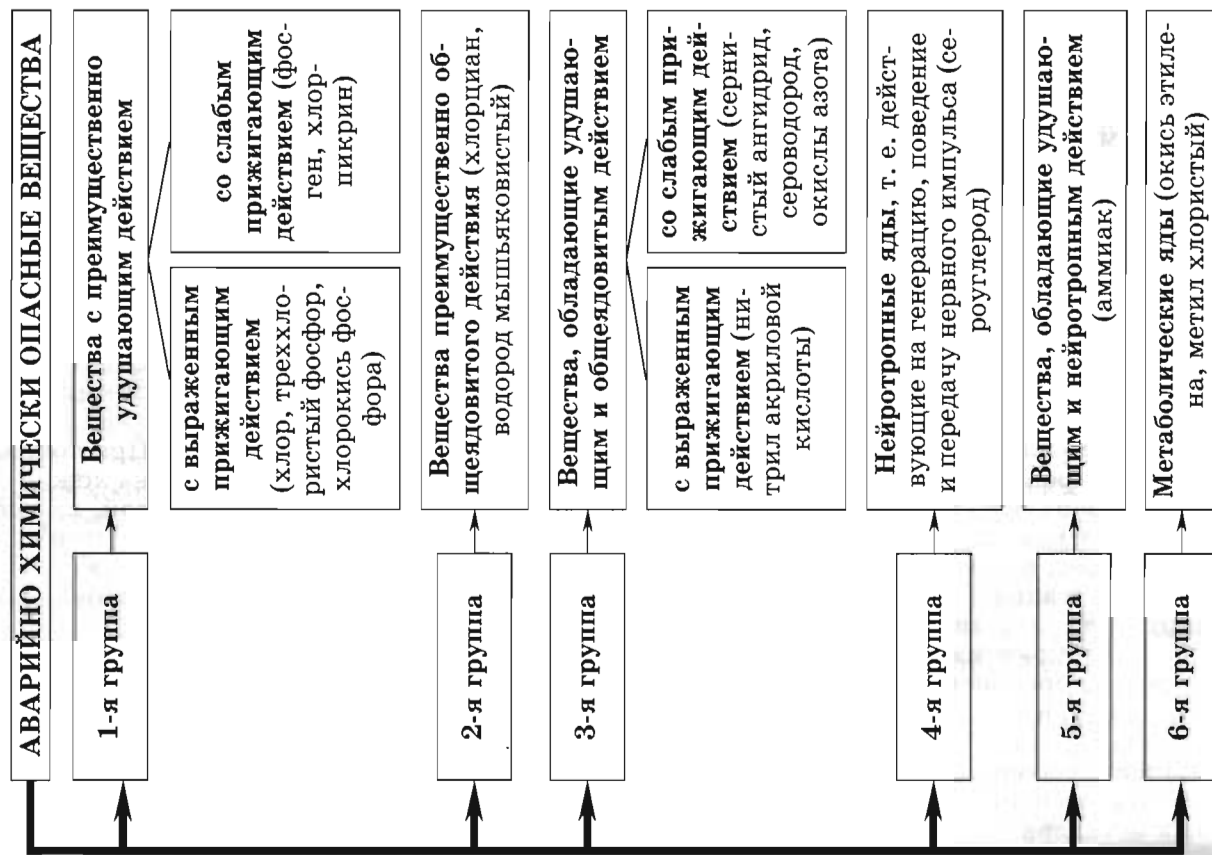 АВАРИЙНО ХИМИЧЕСКИ ОПАСНЫЕ ВЕЩЕСТВА
1-я группа
Вещества с преимущественно
удушающим действием
с выраженным
прижигающим
действием
(хлор, треххло-
ристый фосфор,
хлорокись фос-
фора)
со слабым
прижигающим
действием (фос-
ген, хлор-
пикрин)
2-я группа
Вещества преимущественно об-
щеядовитого действия (хлорциан,
водород мышьяковистый)
3-я группа
Вещества, обладающие удушаю-
щим и общеядовитым действием
с выраженным
прижигающим
действием (ни-
трил акриловой
кислоты)
со слабым при-
жигающим дей-
ствием (серни-
стый ангидрид,
сероводород,
окислы азота)
4-я группа
Нейротропные яды, т. е. дейст-
вующие на генерацию, поведение
и передачу нервного импульса (се-
роуглерод)
5-я группа
Вещества, обладающие удушаю-
щим и нейротропным действием
(аммиак)
6-я группа
Метаболические яды (окись этиле-
на, метил хлористый)